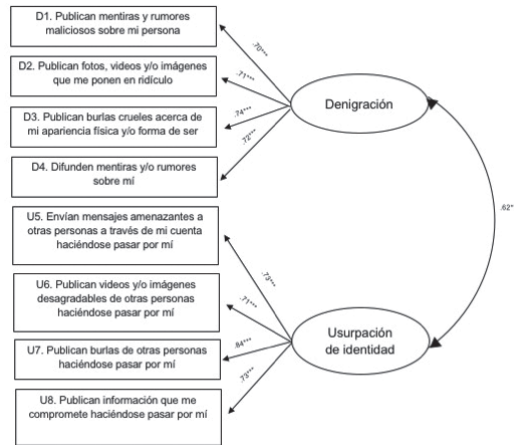 D1. Publican mentiras y rumores
maliciosos sobre mi persona
.70***
D2. Publican fotos, videos y/o imágenes
que me ponen en ridículo
.71***
Denigración
D3. Publican burlas crueles acerca de
mi apariencia física y/o forma de ser
.74***
D4. Difunden mentiras y/o rumores
sobre mí
.72***
.62**
U5. Envían mensajes amenazantes a
otras personas a través de mi cuenta
haciéndose pasar por mí
.73***
U6. Publican videos y/o imágenes
desagradables de otras personas
haciéndose pasar por mí
.71***
Usurpación
de identidad
U7. Publican burlas de otras personas
haciéndose pasar por mí
.84***
U8. Publican información que me
compromete haciéndose pasar por mí
.73***